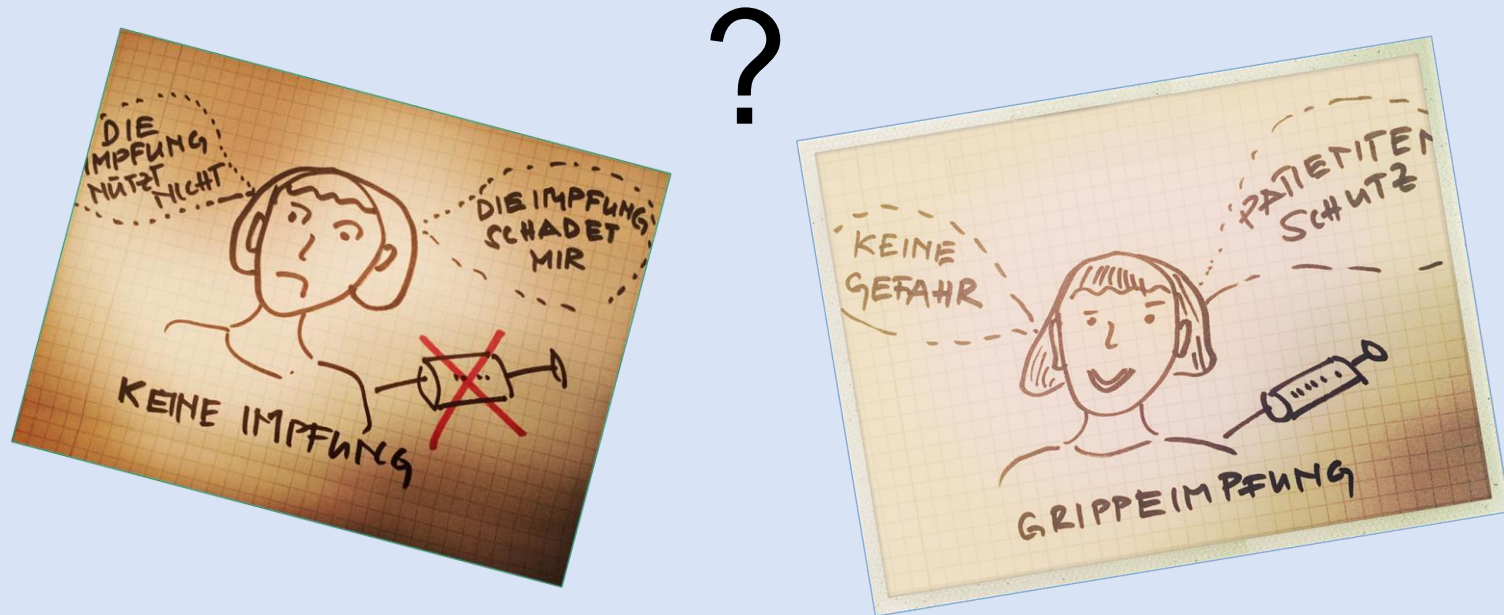 ?
DIE
IMPFUNG
NÜTZT NICHT
DIE IMPFUNG
SCHADET
MIR
KEINE IMPFUNG
KEINE
GEFAHR
PATIENTEN
SCHUTZ
GRIPPEIMPFUNG